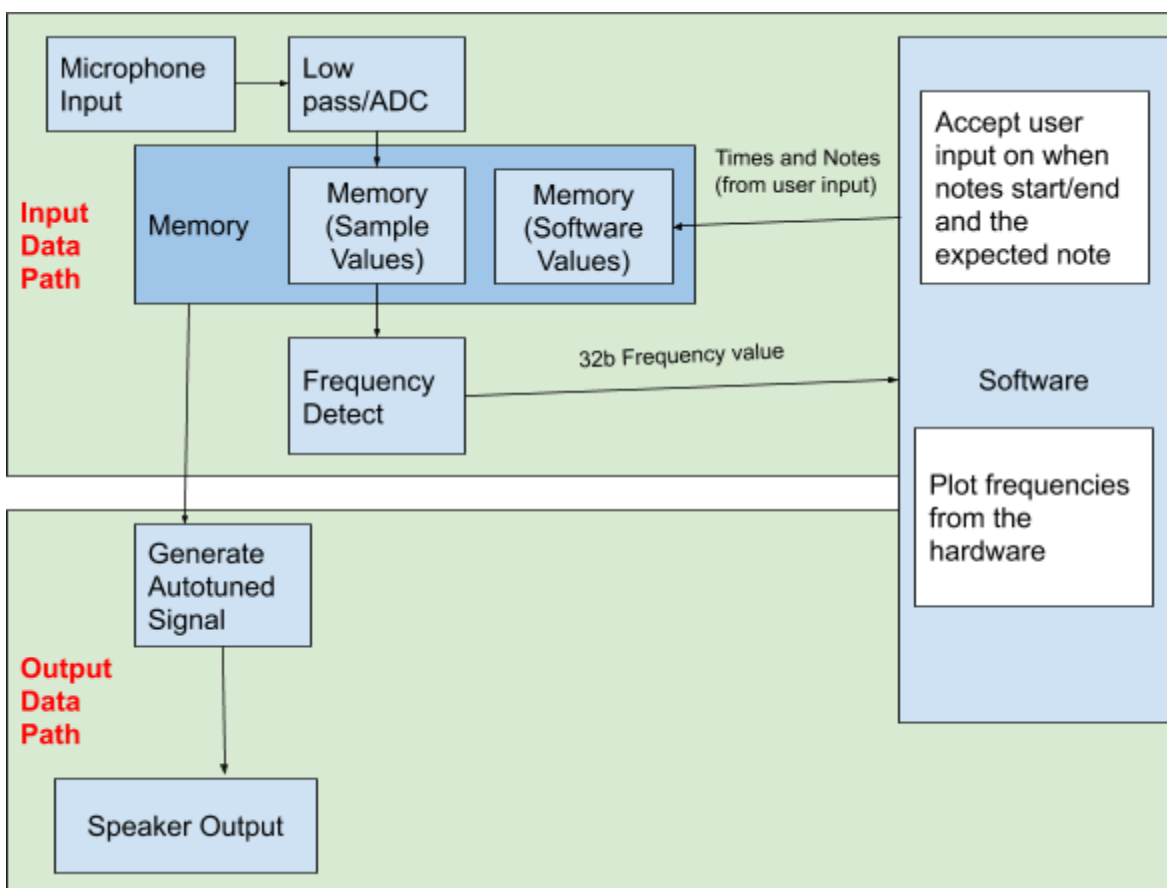 Microphone
Input
Low
pass/ADC
Input
Data
Path
Memory
Memory
(Sample
Values)
Memory
(Software
Values)
Times and Notes
(from user input)
Accept user
input on when
notes start/end
and the
expected note
Frequency
Detect
32b Frequency value
Software
Plot frequencies
from the
hardware
Generate
Autotuned
Signal
Output
Data
Path
Speaker Output